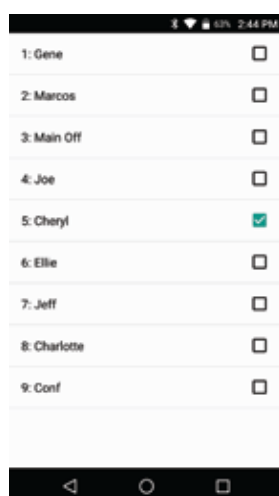 63% 2:44 PM
1: Gene
2: Marcos
3: Main Off
4: Joe
5: Cheryl
6: Ellie
7: Jeff
8: Charlotte
9: Conf